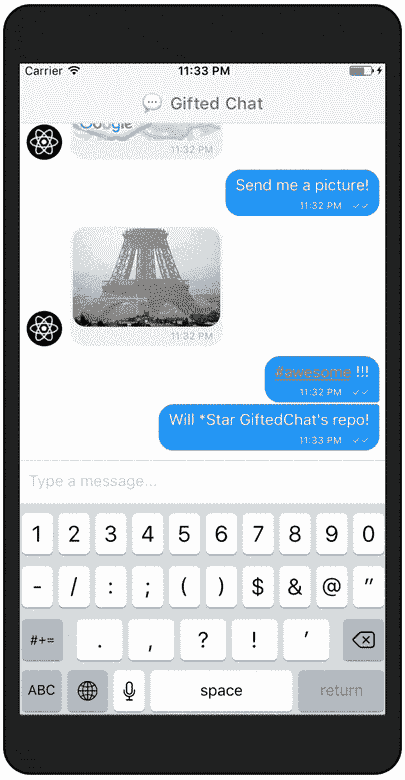 Carrier 11:33 PM
💬 Gifted Chat
Google
11:32 PM
Send me a picture!
11:32 PM ✓✓
11:32 PM
#awesome !!!
11:32 PM ✓✓
Will *Star GiftedChat's repo!
11:33 PM ✓✓
Type a message...
1 2 3 4 5 6 7 8 9 0
- / : ; ( ) $ & @ "
#+= . , ? ! '
ABC space return